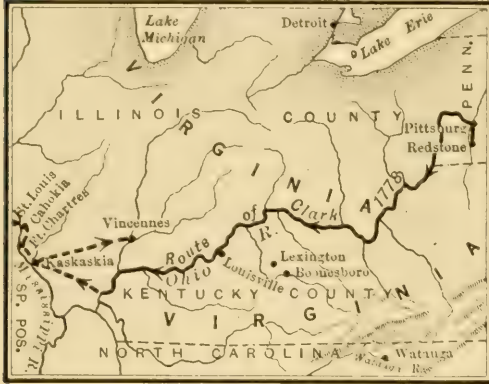 Lake Michigan
Detroit
Lake Erie
PENN.
ILLINOIS COUNTY
VIRGINIA
Pittsburg
Redstone
1778
St. Louis
Cahokia
Ft. Chartres
Kaskaskia
Vincennes
Route of Clark
Ohio R.
Louisville
Lexington
Boonesboro
KENTUCKY COUNTY
VIRGINIA
Mississippi R.
SP. POS.
NORTH CAROLINA
Watauga